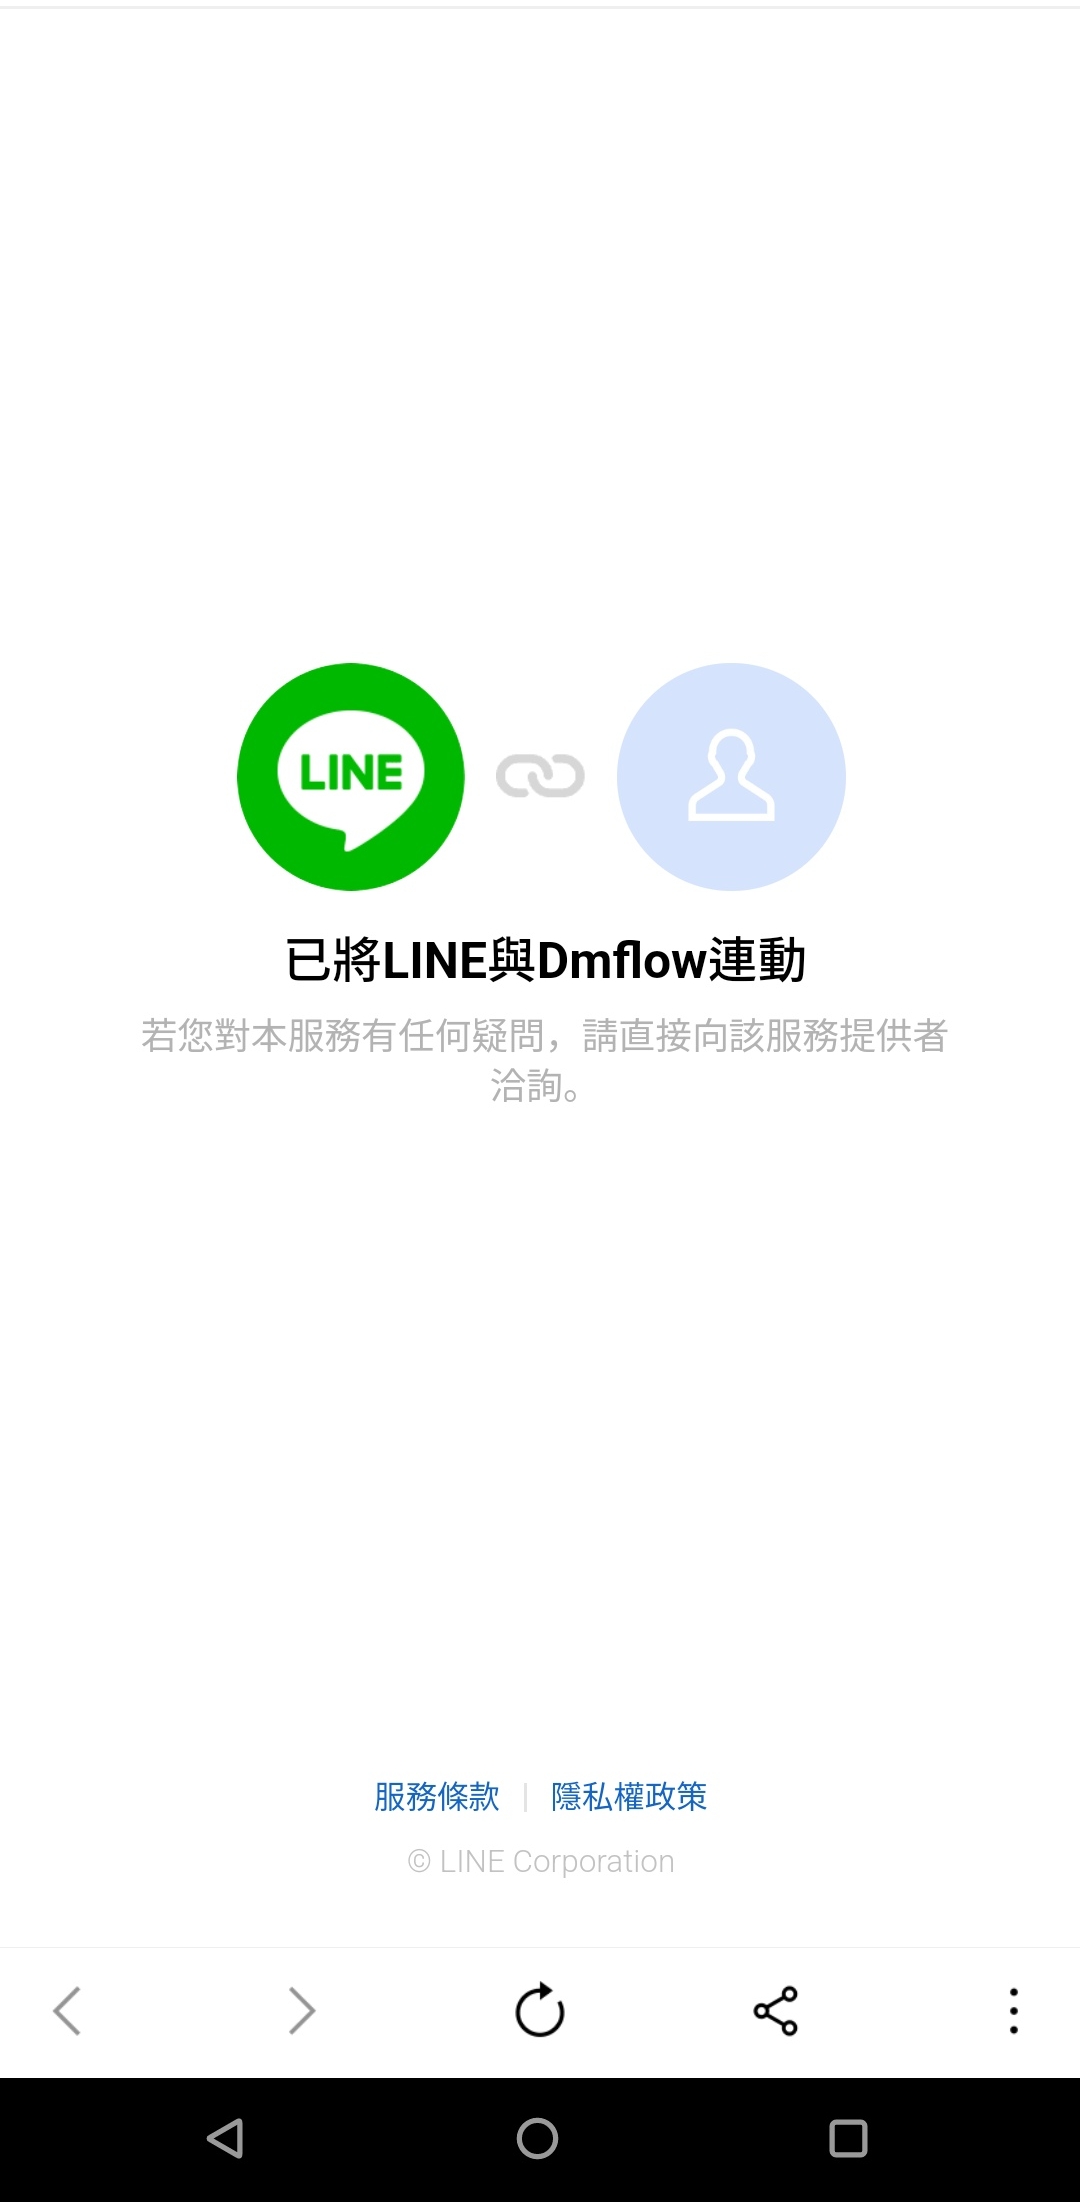 LINE
已將LINE與Dmflow連動
若您對本服務有任何疑問，請直接向該服務提供者
洽詢。
服務條款 | 隱私權政策
© LINE Corporation